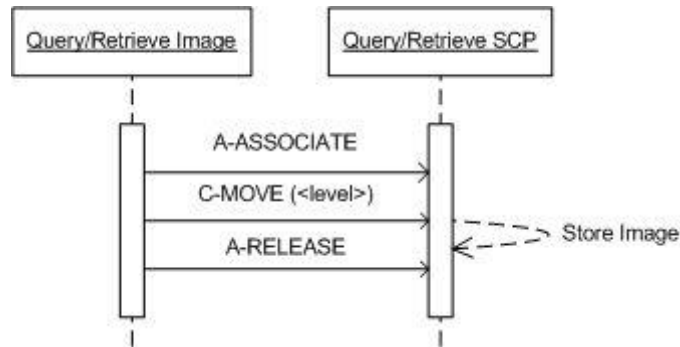 Query/Retrieve Image
Query/Retrieve SCP
A-ASSOCIATE
C-MOVE (<level>)
Store Image
A-RELEASE